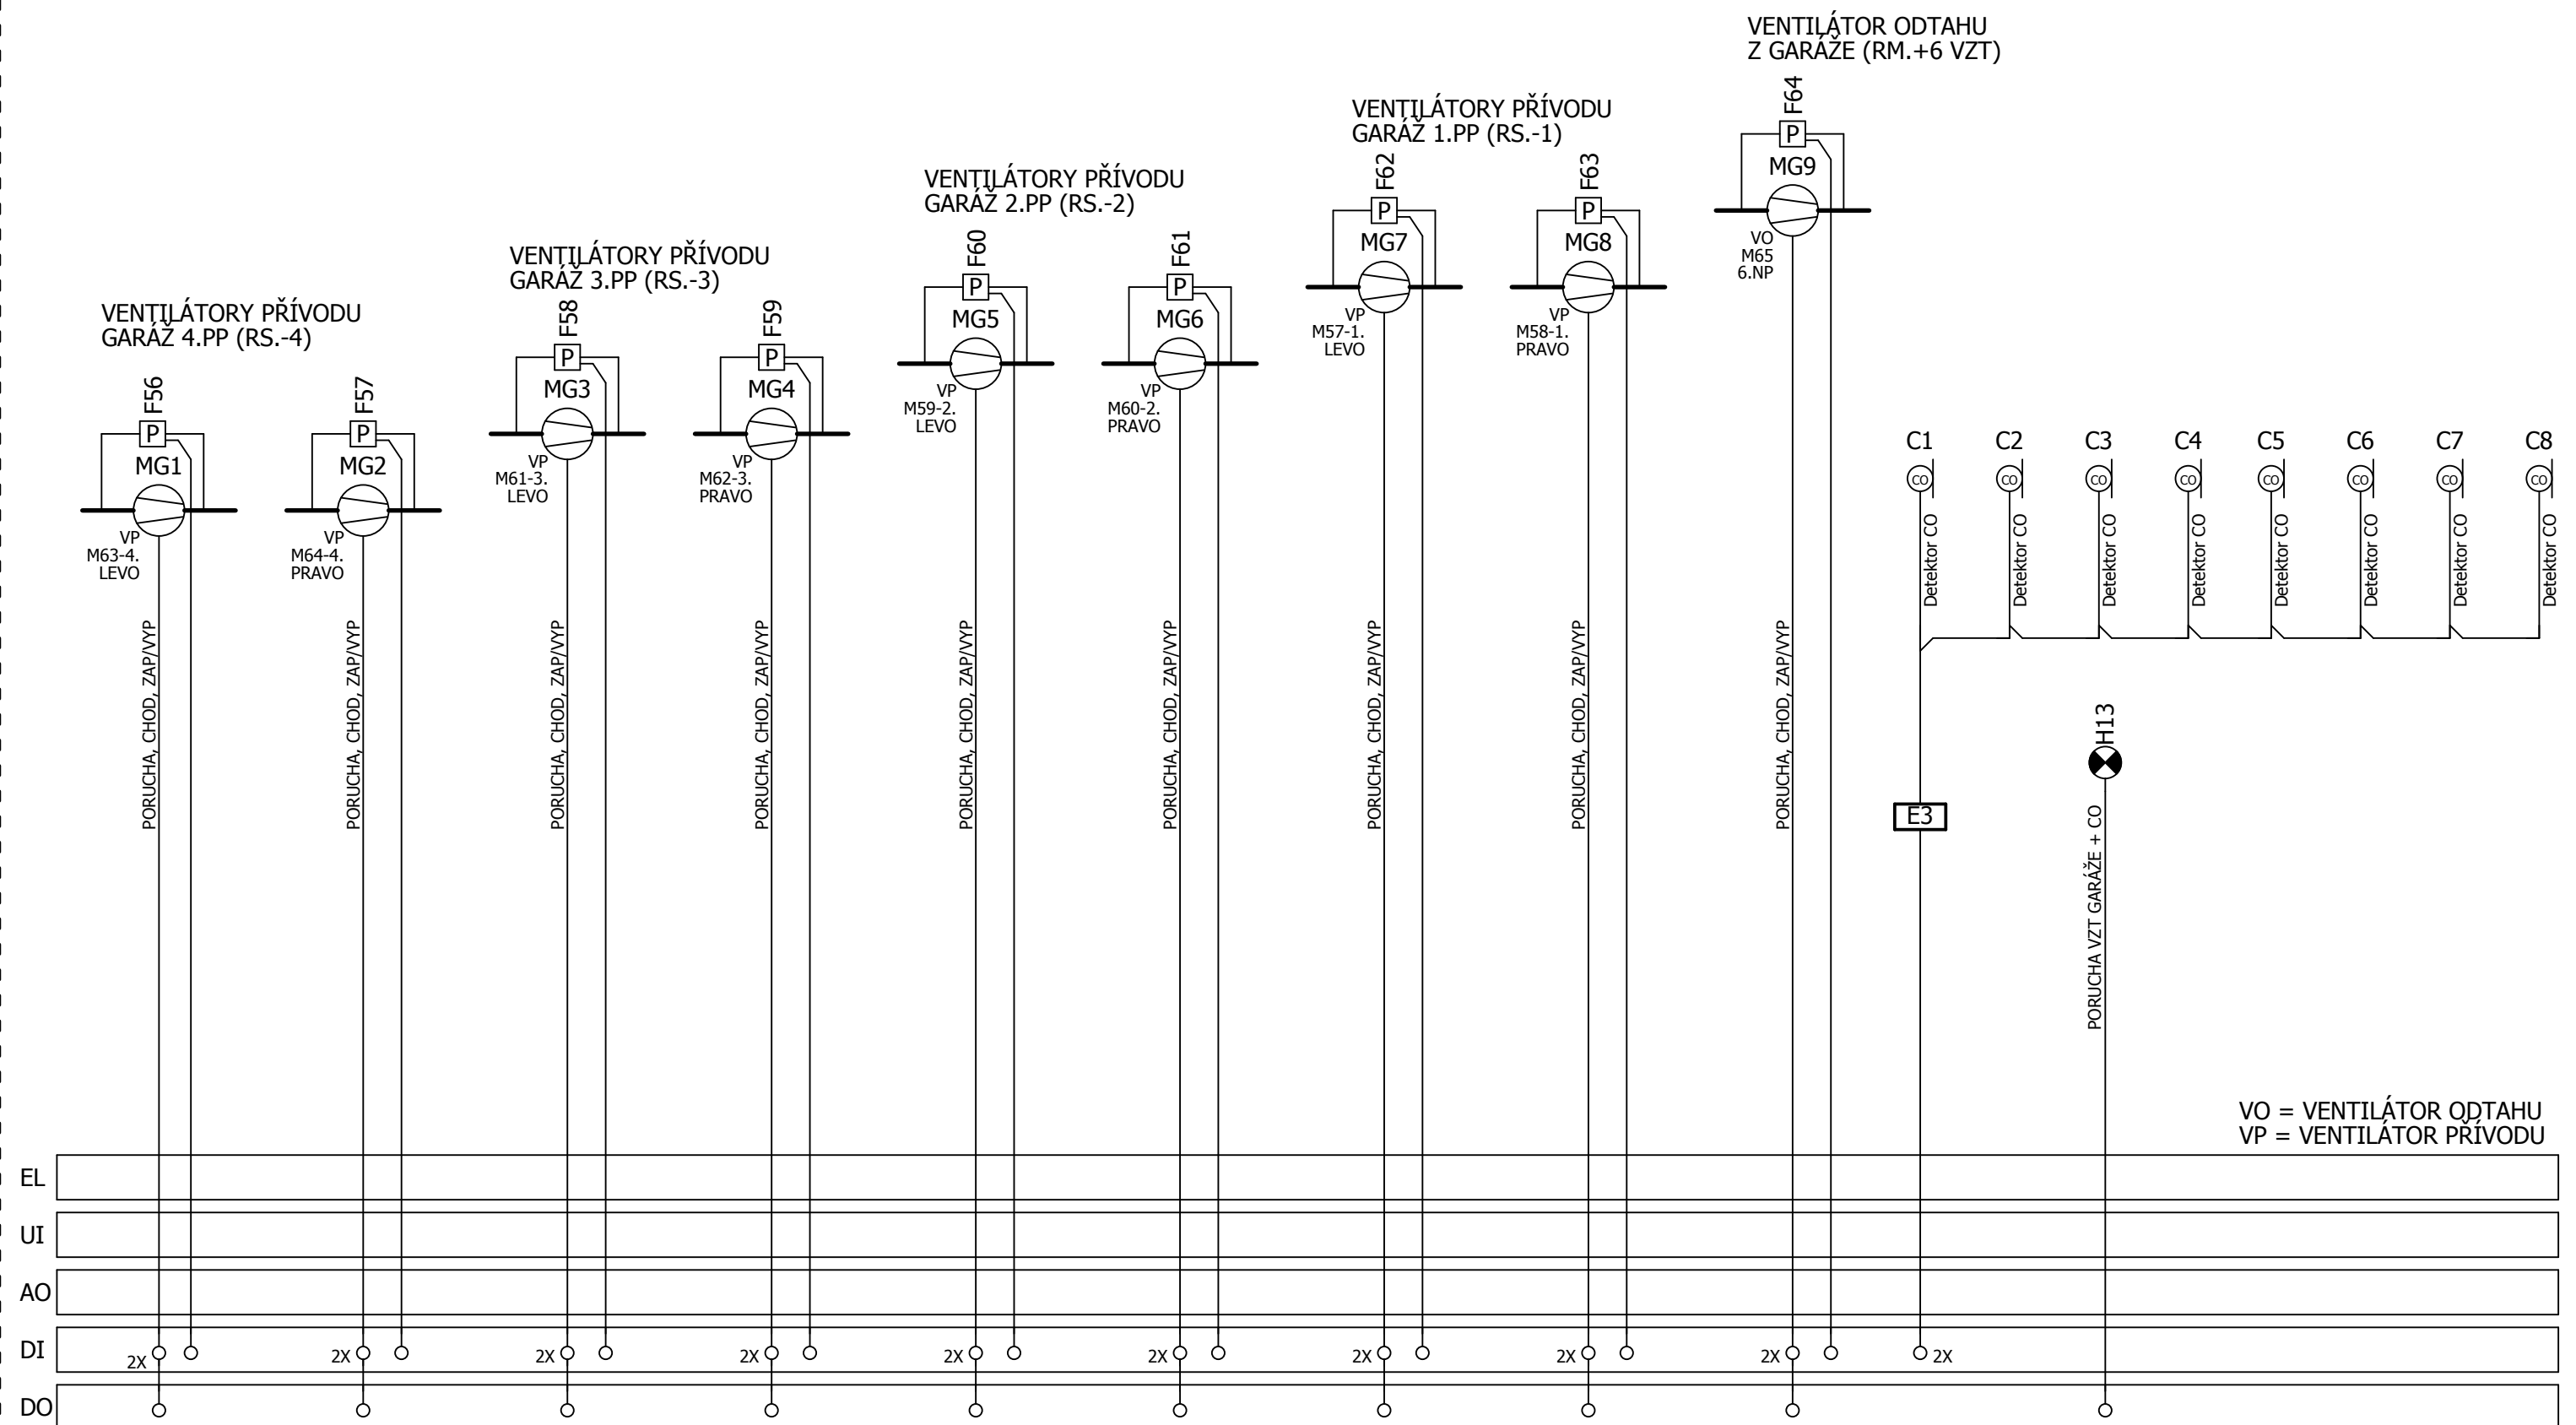 VENTILÁTOR ODTAHU
Z GARÁŽE (RM.+6 VZT)
F64
P
MG9
VO
M65
6.NP
VENTILÁTORY PŘÍVODU
GARÁŽ 1.PP (RS.-1)
F62
P
MG7
VP
M57-1.
LEVO
F63
P
MG8
VP
M58-1.
PRAVO
VENTILÁTORY PŘÍVODU
GARÁŽ 2.PP (RS.-2)
F60
P
MG5
VP
M59-2.
LEVO
F61
P
MG6
VP
M60-2.
PRAVO
VENTILÁTORY PŘÍVODU
GARÁŽ 3.PP (RS.-3)
F58
P
MG3
VP
M61-3.
LEVO
F59
P
MG4
VP
M62-3.
PRAVO
VENTILÁTORY PŘÍVODU
GARÁŽ 4.PP (RS.-4)
F56
P
MG1
VP
M63-4.
LEVO
F57
P
MG2
VP
M64-4.
PRAVO
C1
C2
C3
C4
C5
C6
C7
C8
CO
CO
CO
CO
CO
CO
CO
CO
Detektor CO
Detektor CO
Detektor CO
Detektor CO
Detektor CO
Detektor CO
Detektor CO
Detektor CO
PORUCHA, CHOD, ZAP/VYP
PORUCHA, CHOD, ZAP/VYP
PORUCHA, CHOD, ZAP/VYP
PORUCHA, CHOD, ZAP/VYP
PORUCHA, CHOD, ZAP/VYP
PORUCHA, CHOD, ZAP/VYP
PORUCHA, CHOD, ZAP/VYP
PORUCHA, CHOD, ZAP/VYP
PORUCHA, CHOD, ZAP/VYP
E3
H13
PORUCHA VZT GARÁŽE + CO
VO = VENTILÁTOR ODTAHU
VP = VENTILÁTOR PŘÍVODU
EL
UI
AO
DI
2X
2X
2X
2X
2X
2X
2X
2X
2X
2X
DO